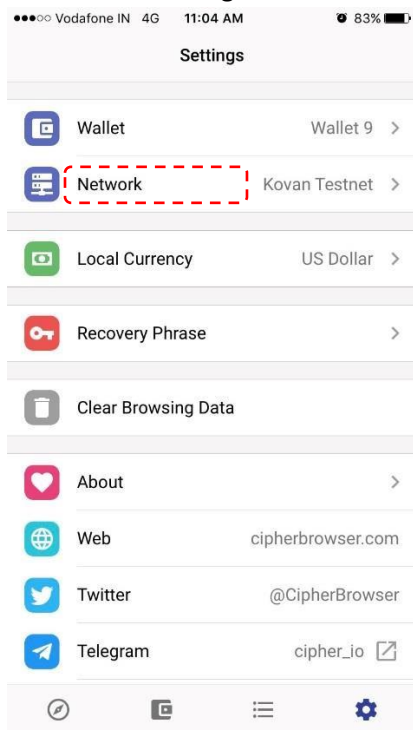 Vodafone IN 4G 11:04 AM 83%
Settings
Wallet Wallet 9
Network Kovan Testnet
Local Currency US Dollar
Recovery Phrase
Clear Browsing Data
About
Web cipherbrowser.com
Twitter @CipherBrowser
Telegram cipher_io